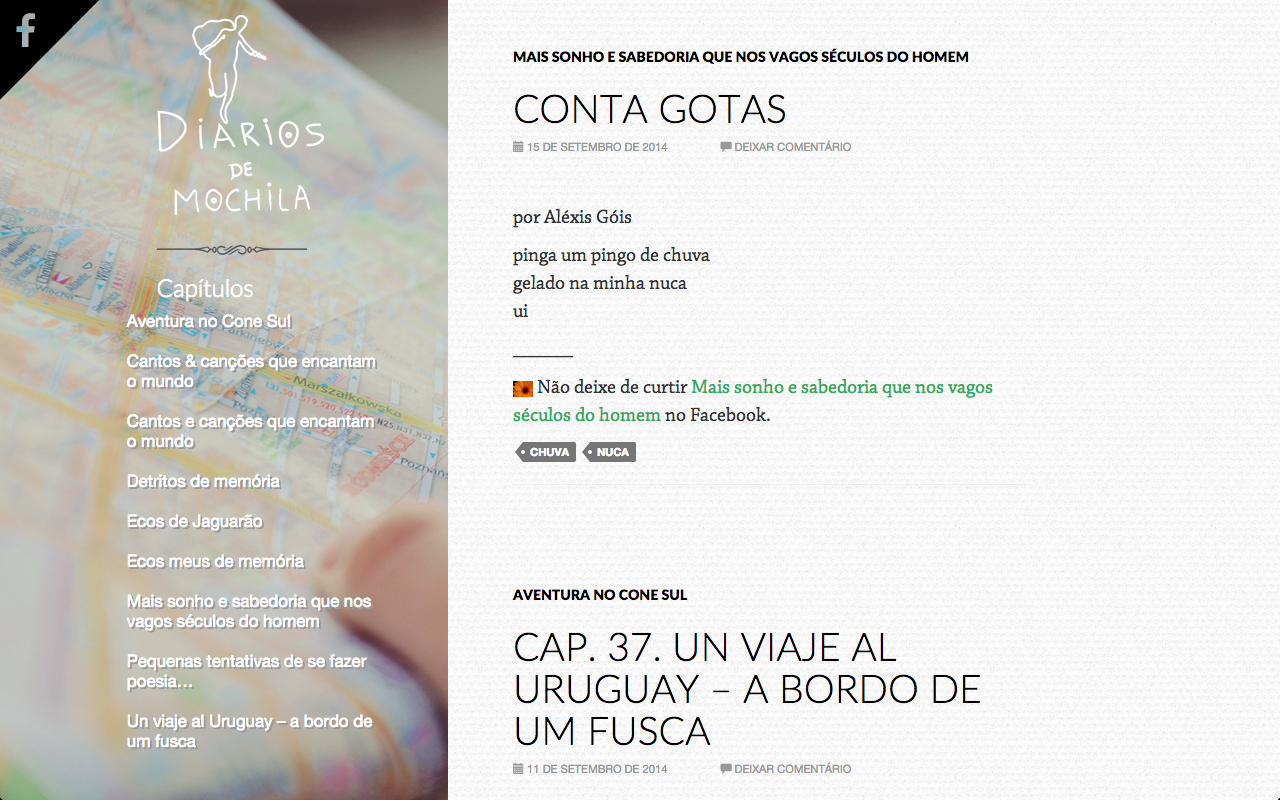 DiÁRiOS
DE
MOCHiLA
Capítulos
Aventura no Cone Sul
Cantos & canções que encantam
o mundo
Cantos e canções que encantam
o mundo
Detritos de memória
Ecos de Jaguarão
Ecos meus de memória
Mais sonho e sabedoria que nos
vagos séculos do homem
Pequenas tentativas de se fazer
poesia…
Un viaje al Uruguay – a bordo de
um fusca
Marszałkowska
MAIS SONHO E SABEDORIA QUE NOS VAGOS SÉCULOS DO HOMEM
CONTA GOTAS
15 DE SETEMBRO DE 2014 DEIXAR COMENTÁRIO
por Aléxis Góis
pinga um pingo de chuva
gelado na minha nuca
ui
Não deixe de curtir Mais sonho e sabedoria que nos vagos
séculos do homem no Facebook.
CHUVA NUCA
AVENTURA NO CONE SUL
CAP. 37. UN VIAJE AL
URUGUAY – A BORDO DE
UM FUSCA
11 DE SETEMBRO DE 2014 DEIXAR COMENTÁRIO